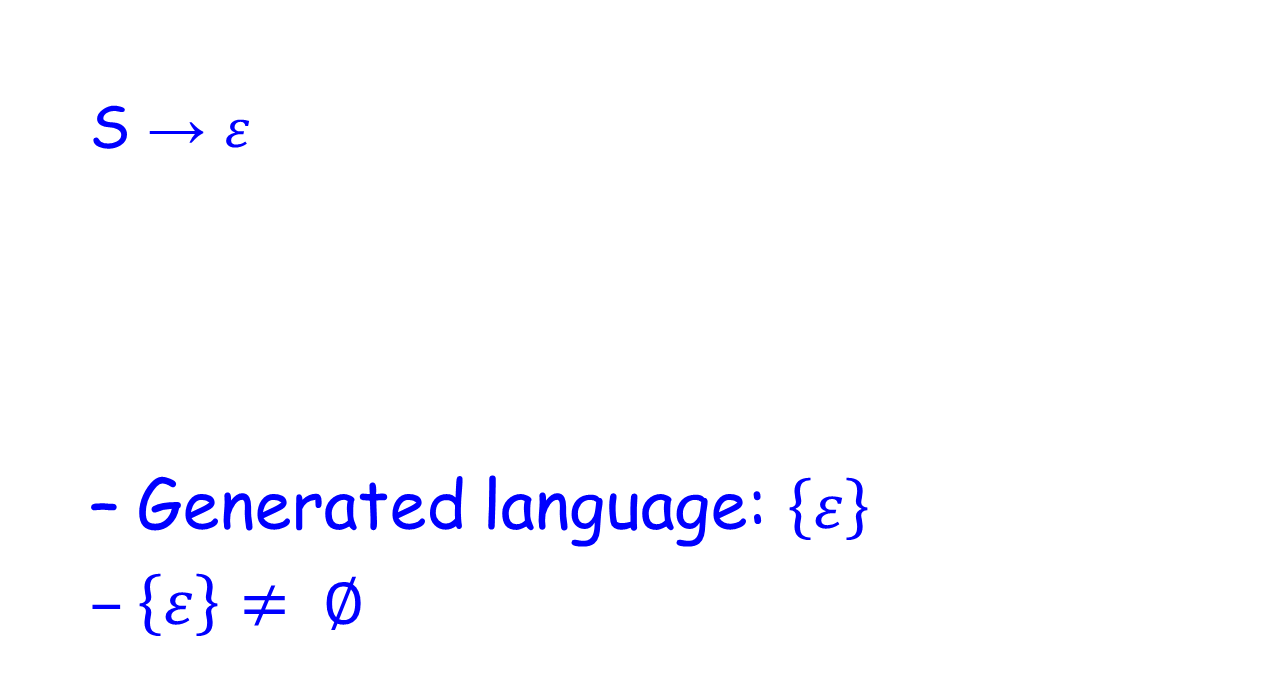 S → ε
– Generated language: {ε}
– {ε} ≠ ∅